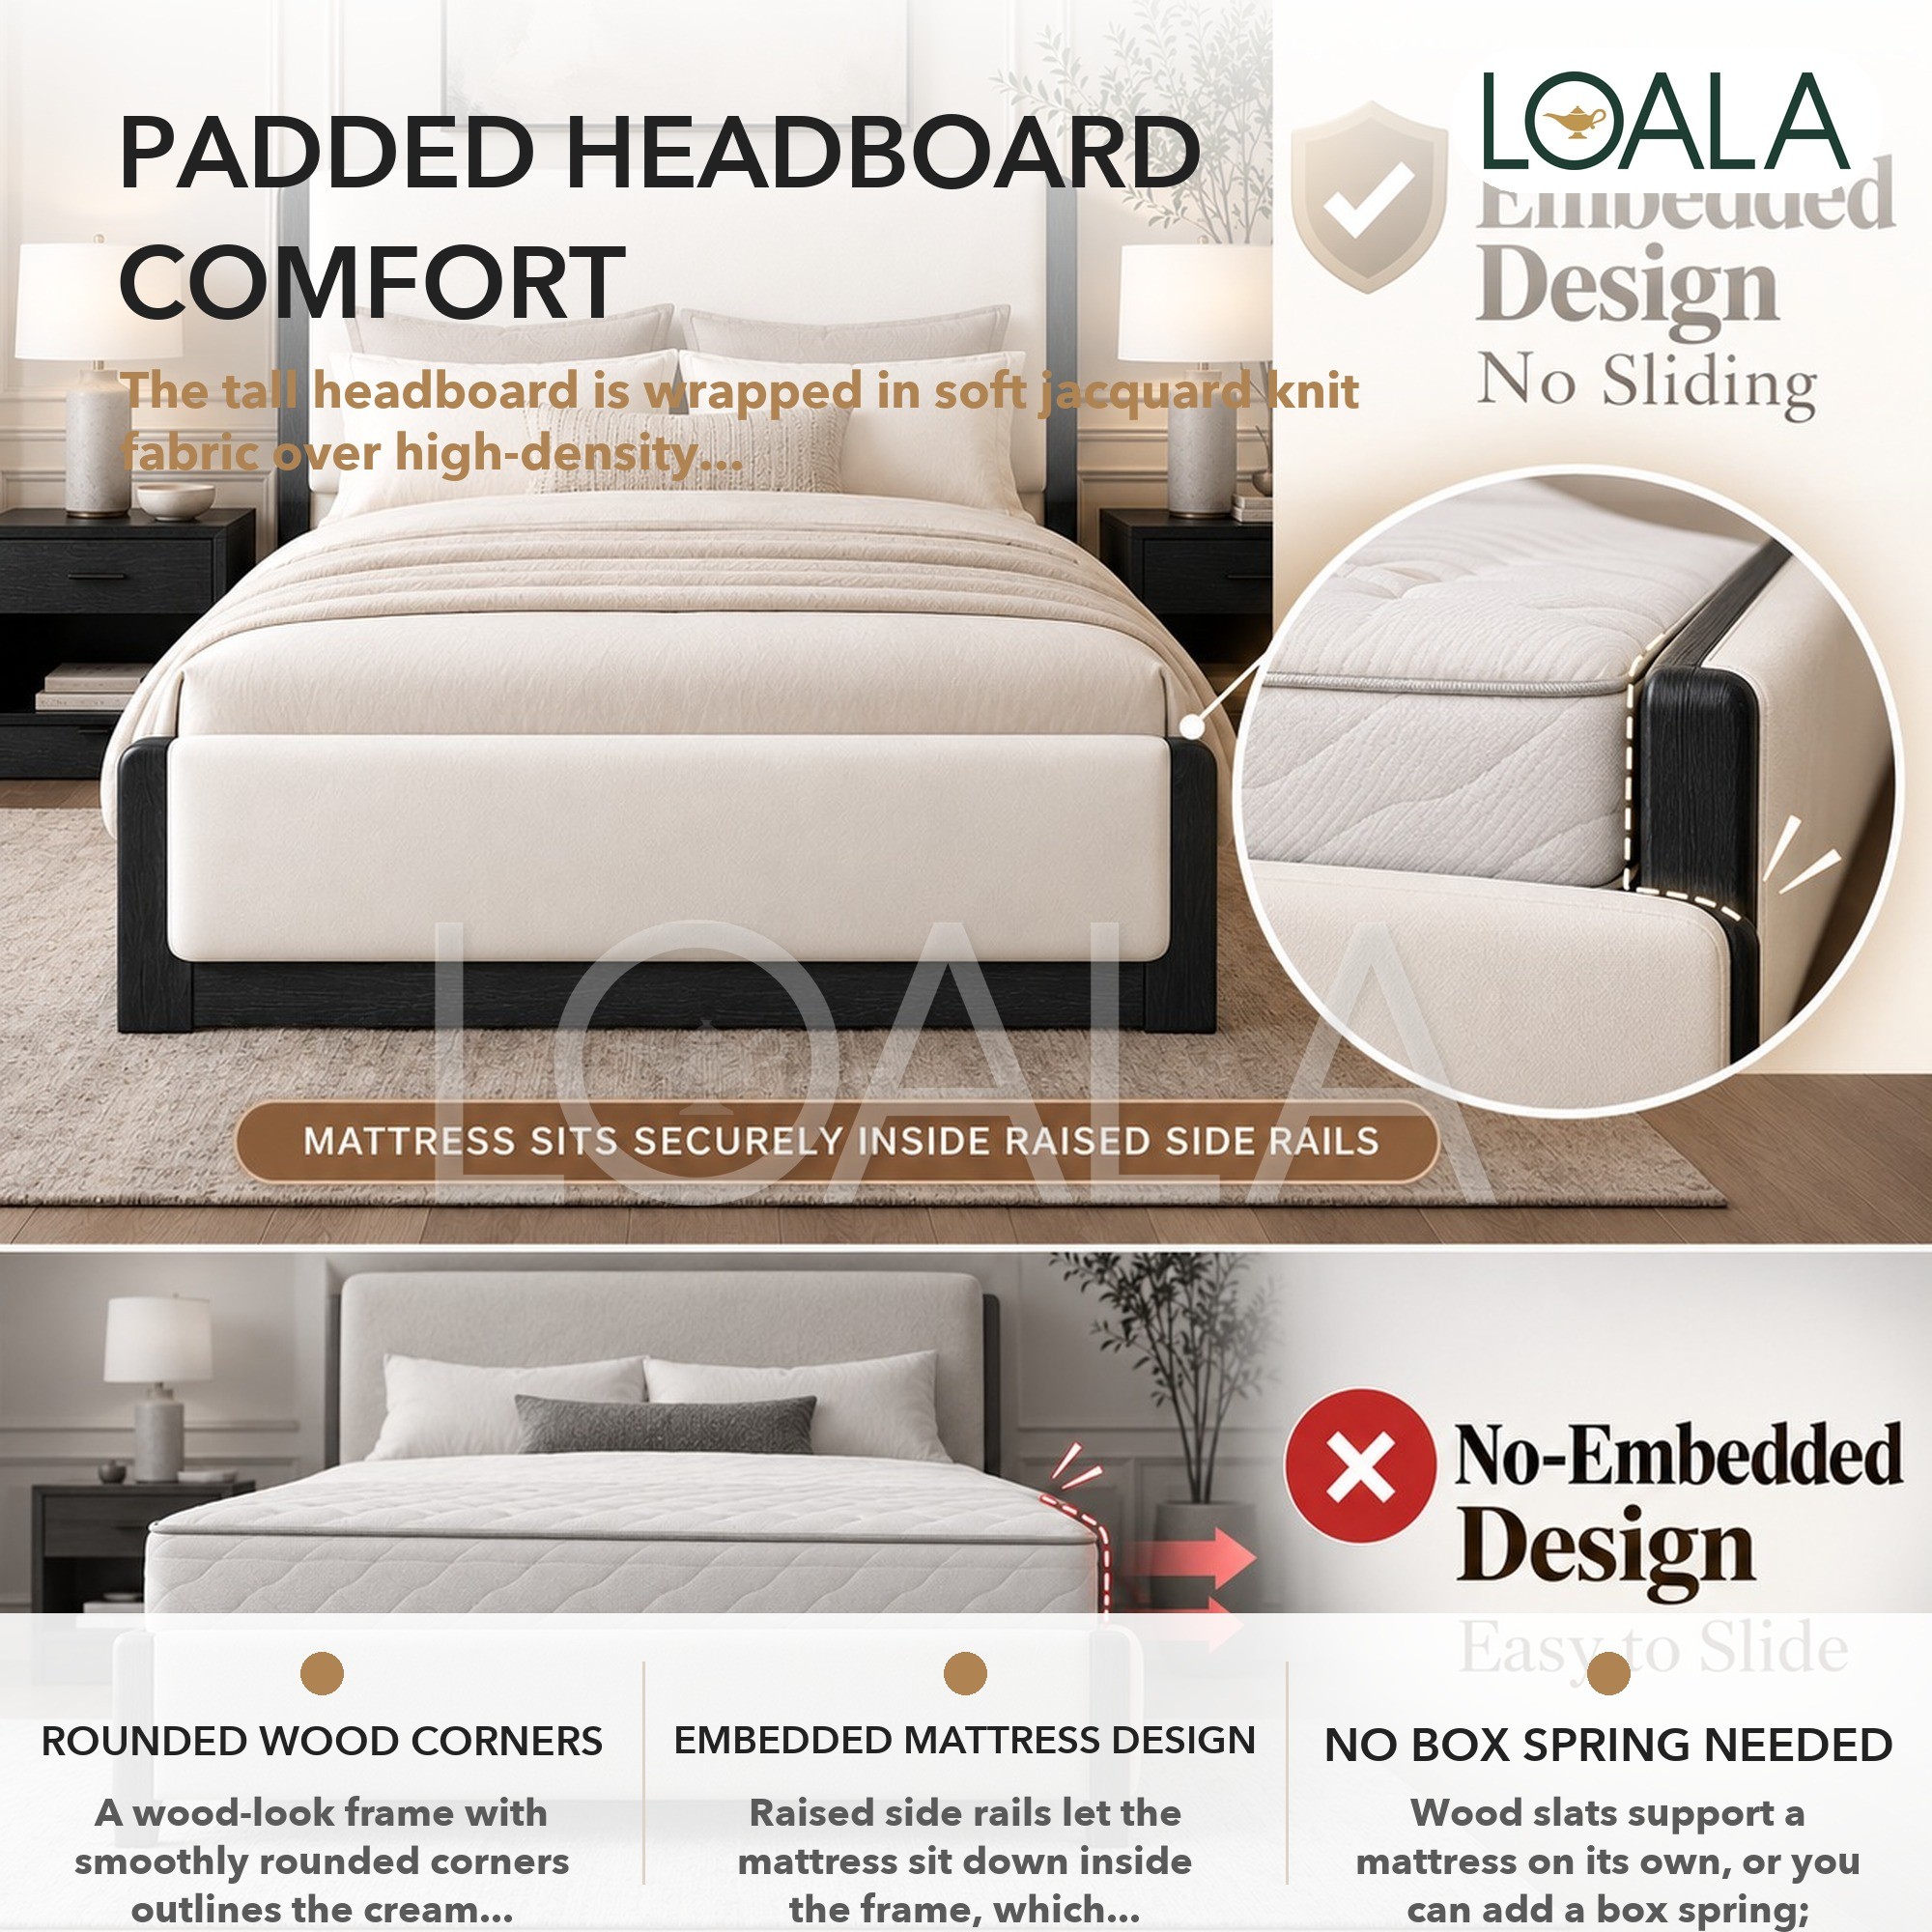 PADDED HEADBOARD
COMFORT
The tall headboard is wrapped in soft jacquard knit
fabric over high-density...
LOALA
Embedded
Design
No Sliding
LOALA
MATTRESS SITS SECURELY INSIDE RAISED SIDE RAILS
No-Embedded
Design
Easy to Slide
ROUNDED WOOD CORNERS
A wood-look frame with
smoothly rounded corners
outlines the cream...
EMBEDDED MATTRESS DESIGN
Raised side rails let the
mattress sit down inside
the frame, which...
NO BOX SPRING NEEDED
Wood slats support a
mattress on its own, or you
can add a box spring;